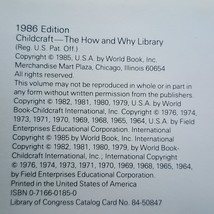 1986 Edition
Childcraft—The How and Why Library
(Reg. U.S. Pat. Off.)
Copyright © 1985, U.S.A. by World Book, Inc.
Merchandise Mart Plaza, Chicago, Illinois 60654
All rights reserved.
This volume may not be reproduced in whole or in part
in any form without written permission from the publishers.
Copyright © 1982, 1981, 1980, 1979, U.S.A. by World
Book-Childcraft International, Inc. Copyright © 1976,
1974, 1973, 1971, 1970, 1969, 1968, 1965, 1964, U.S.A. by Field
Enterprises Educational Corporation. International
Copyright © 1985 by World Book, Inc. International
Copyright © 1982, 1981, 1980, 1979 by World Book-
Childcraft International, Inc.; International Copyright © 1976,
1974, 1973, 1971, 1970, 1969, 1968, 1965, 1964,
by Field Enterprises Educational Corporation.
Printed in the United States of America
ISBN 0-7166-0185-0
Library of Congress Catalog Card No. 84-50847